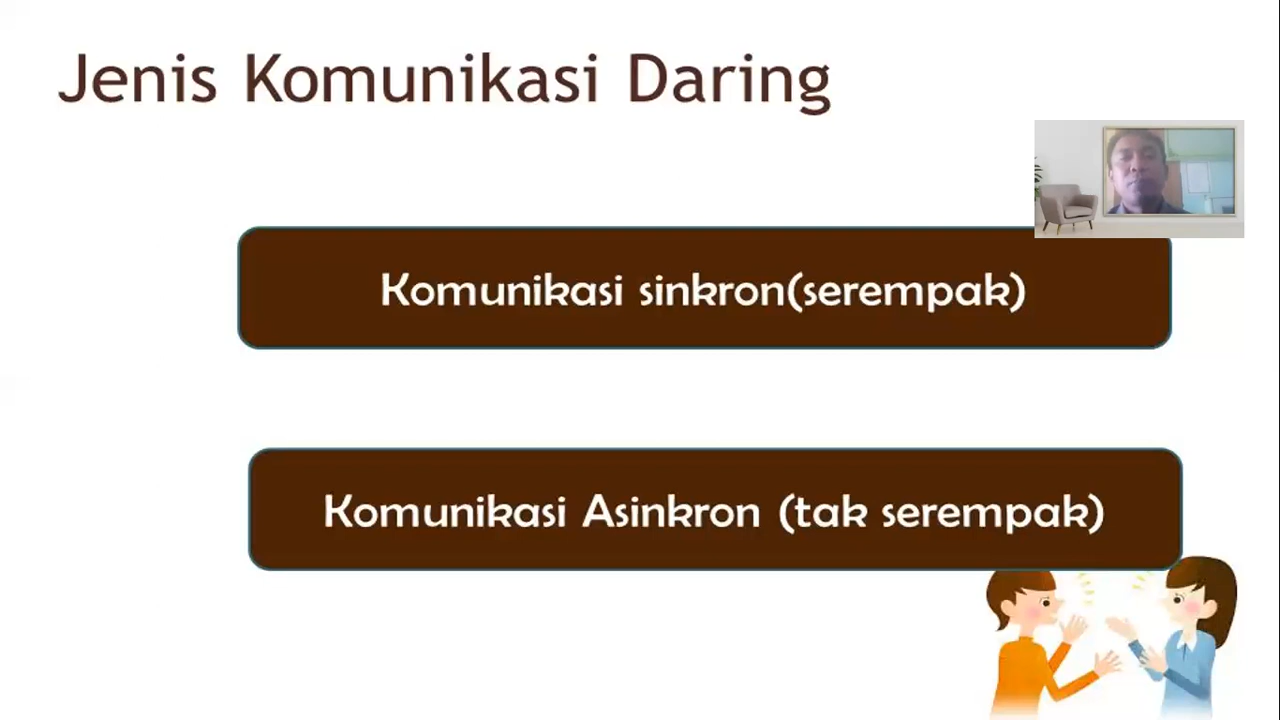 Jenis Komunikasi Daring
Komunikasi sinkron(serempak)
Komunikasi Asinkron (tak serempak)